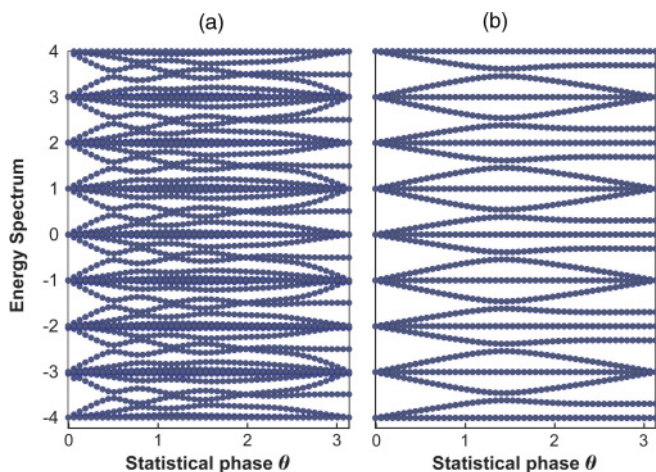 (a) (b)
Energy Spectrum
4
3
2
1
0
-1
-2
-3
-4
0 1 2 3 0 1 2 3
Statistical phase θ Statistical phase θ